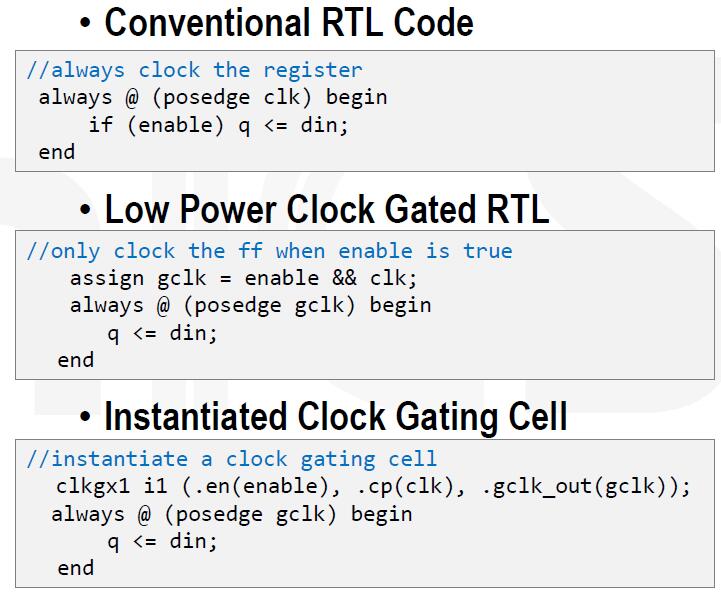 • Conventional RTL Code
//always clock the register
always @ (posedge clk) begin
if (enable) q <= din;
end
• Low Power Clock Gated RTL
//only clock the ff when enable is true
assign gclk = enable && clk;
always @ (posedge gclk) begin
q <= din;
end
• Instantiated Clock Gating Cell
//instantiate a clock gating cell
clkgx1 i1 (.en(enable), .cp(clk), .gclk_out(gclk));
always @ (posedge gclk) begin
q <= din;
end